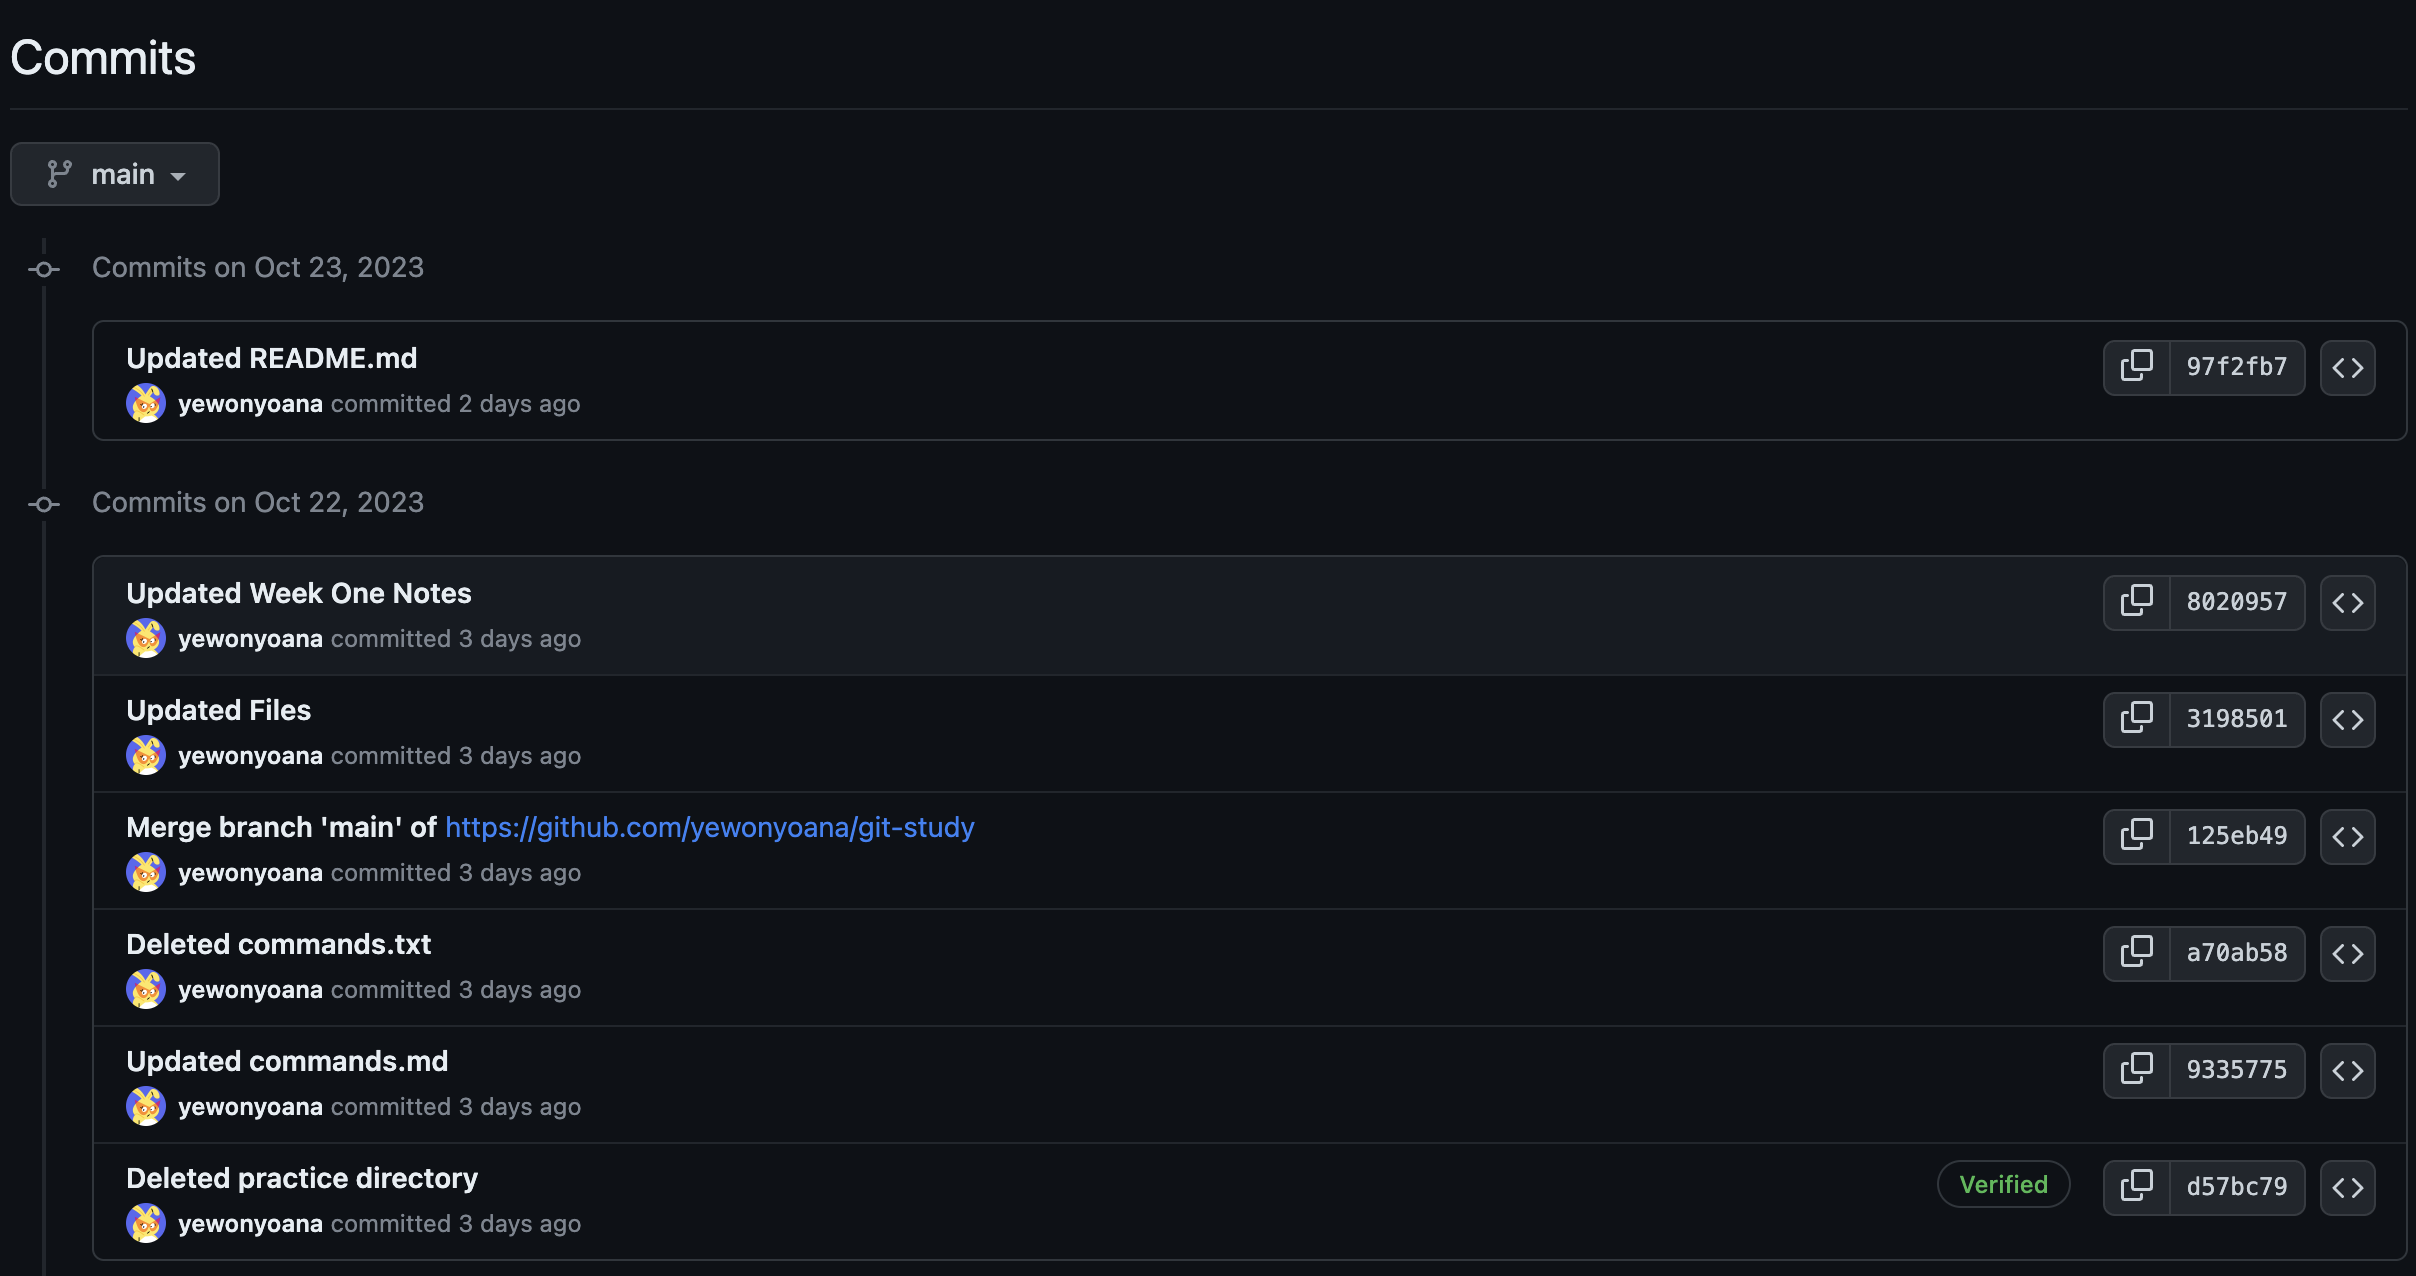 Commits
main
Commits on Oct 23, 2023
Updated README.md
97f2fb7
yewonyoana committed 2 days ago
Commits on Oct 22, 2023
Updated Week One Notes
8020957
yewonyoana committed 3 days ago
Updated Files
3198501
yewonyoana committed 3 days ago
Merge branch 'main' of https://github.com/yewonyoana/git-study
125eb49
yewonyoana committed 3 days ago
Deleted commands.txt
a70ab58
yewonyoana committed 3 days ago
Updated commands.md
9335775
yewonyoana committed 3 days ago
Deleted practice directory
Verified
d57bc79
yewonyoana committed 3 days ago